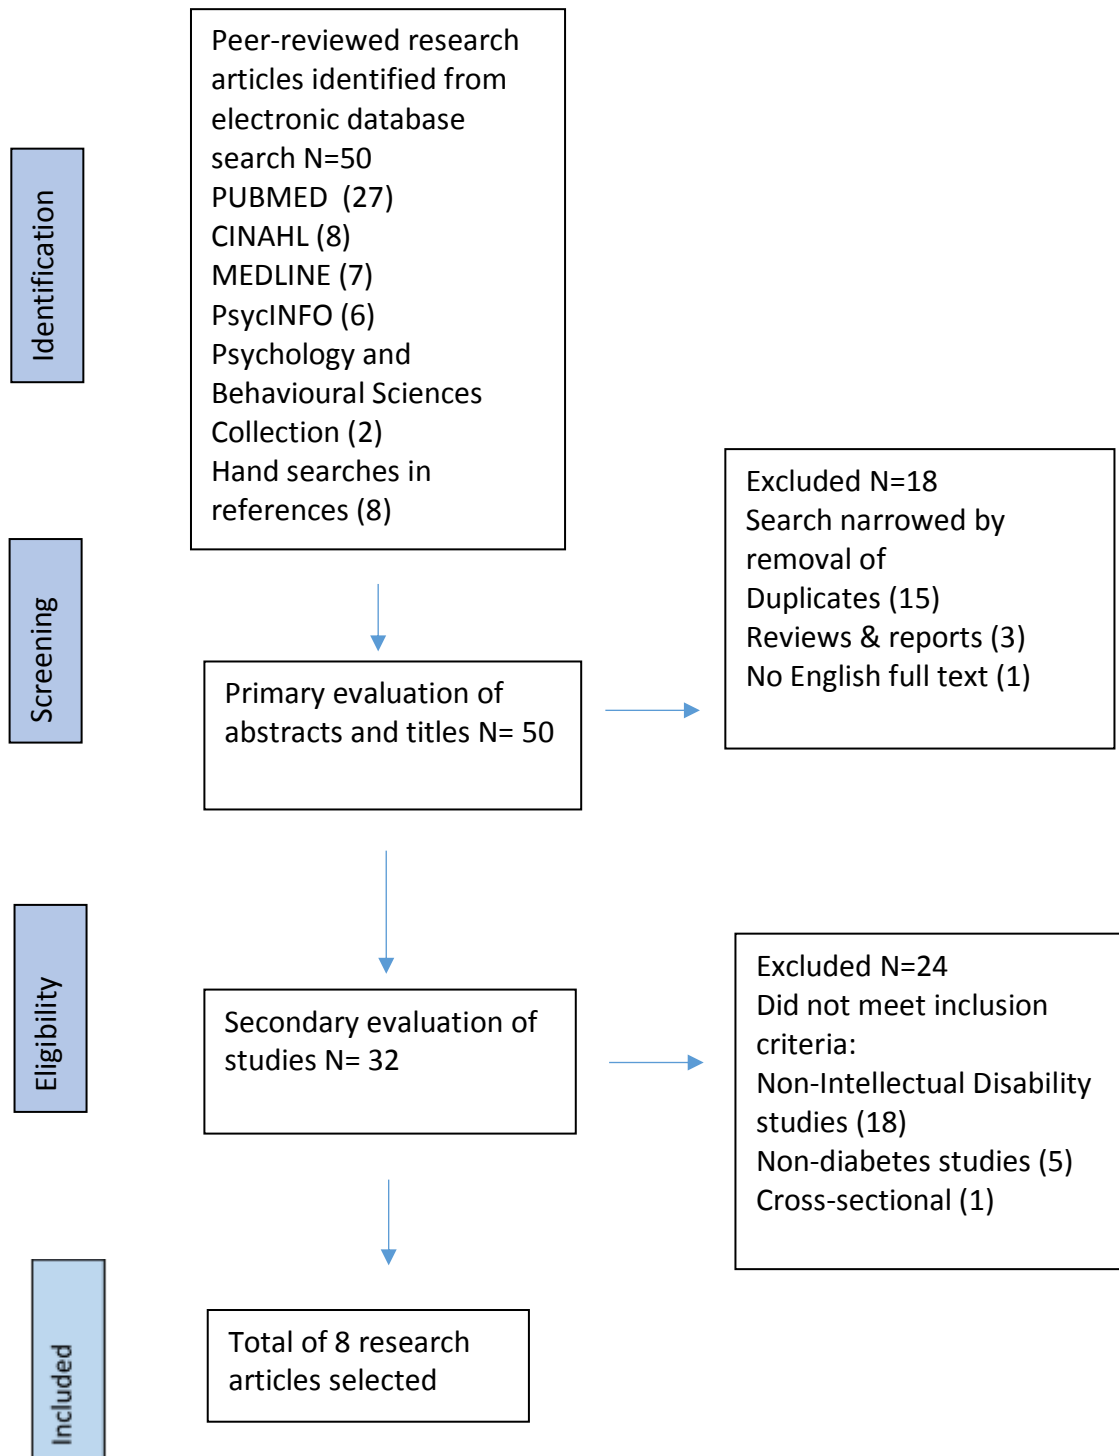 Identification
Peer-reviewed research
articles identified from
electronic database
search N=50
PUBMED  (27)
CINAHL (8)
MEDLINE (7)
PsycINFO (6)
Psychology and
Behavioural Sciences
Collection (2)
Hand searches in
references (8)
Screening
Primary evaluation of
abstracts and titles N= 50
Excluded N=18
Search narrowed by
removal of
Duplicates (15)
Reviews & reports (3)
No English full text (1)
Eligibility
Secondary evaluation of
studies N= 32
Excluded N=24
Did not meet inclusion
criteria:
Non-Intellectual Disability
studies (18)
Non-diabetes studies (5)
Cross-sectional (1)
Included
Total of 8 research
articles selected